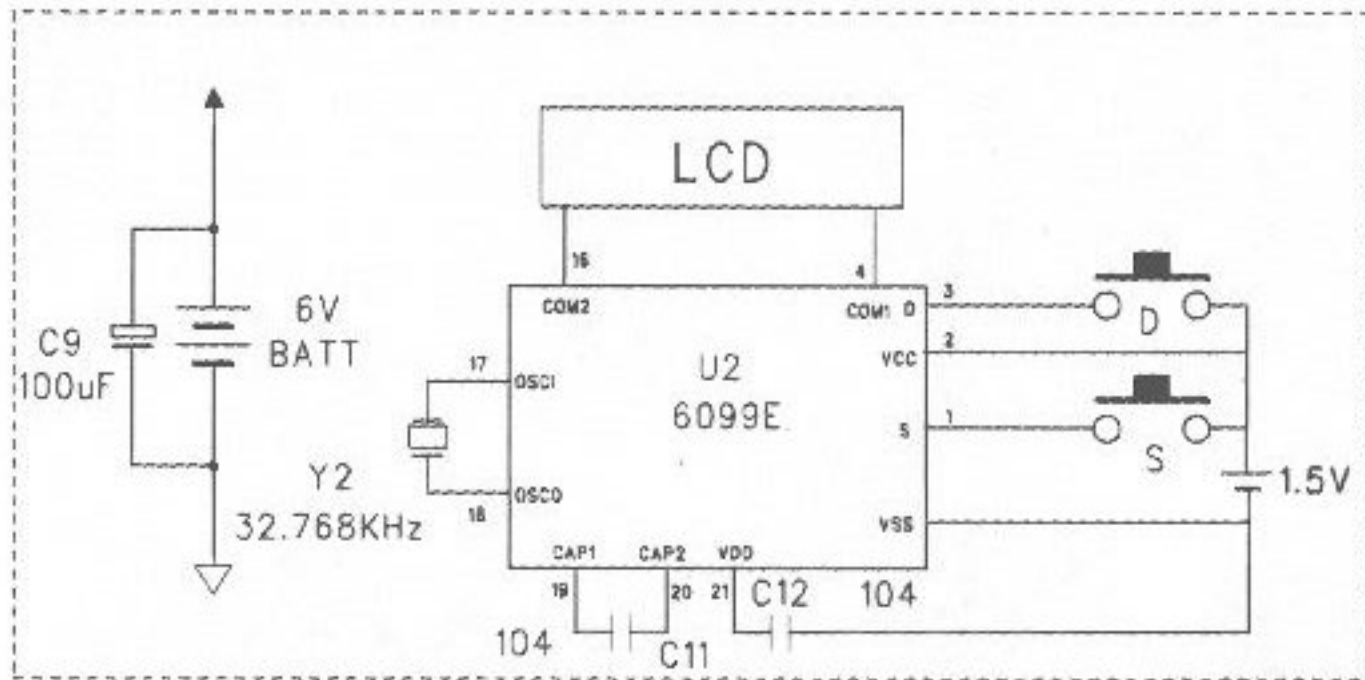 LCD
16
4
COM2
COM1
D
3
D
VCC
2
U2
6099E
S
1
S
1.5V
VSS
6V
BATT
C9
100uF
17
OSCI
Y2
32.768KHz
OSCO
18
CAP1
CAP2
VDD
19
20
21
C12
104
104
C11